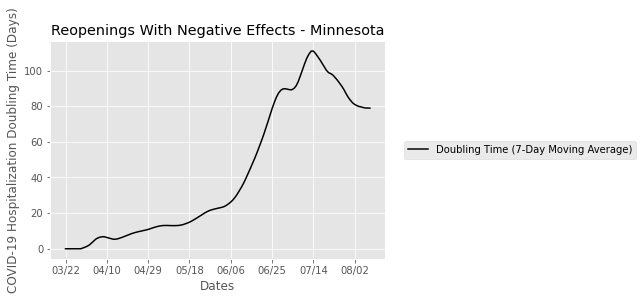 Reopenings With Negative Effects - Minnesota
COVID-19 Hospitalization Doubling Time (Days)
100
80
60
40
20
0
03/22 04/10 04/29 05/18 06/06 06/25 07/14 08/02
Dates
Doubling Time (7-Day Moving Average)